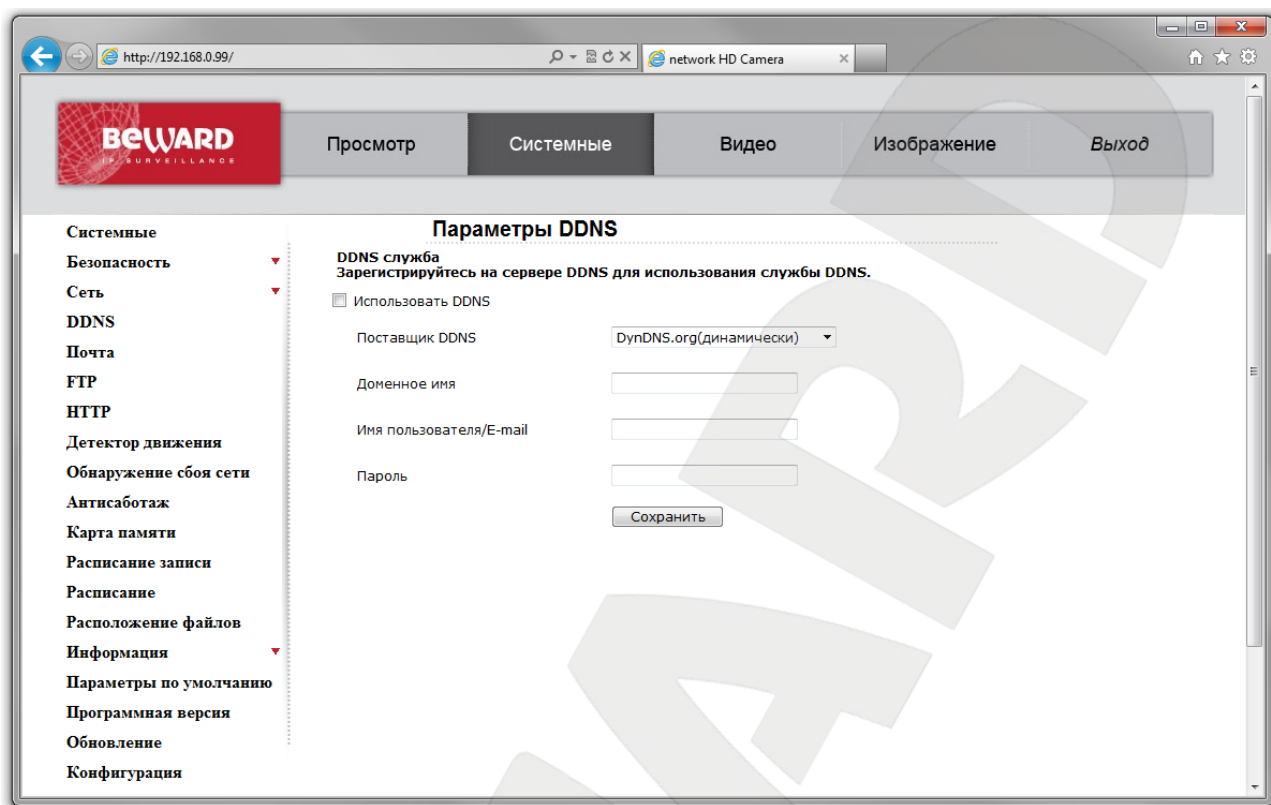 http://192.168.0.99/
network HD Camera
BEWARD
IP SURVEILLANCE
Просмотр
Системные
Видео
Изображение
Выход
Системные
Безопасность
Сеть
DDNS
Почта
FTP
HTTP
Детектор движения
Обнаружение сбоя сети
Антисаботаж
Карта памяти
Расписание записи
Расписание
Расположение файлов
Информация
Параметры по умолчанию
Программная версия
Обновление
Конфигурация
Параметры DDNS
DDNS служба
Зарегистрируйтесь на сервере DDNS для использования службы DDNS.
Использовать DDNS
Поставщик DDNS
DynDNS.org(динамически)
Доменное имя
Имя пользователя/E-mail
Пароль
Сохранить
WARD